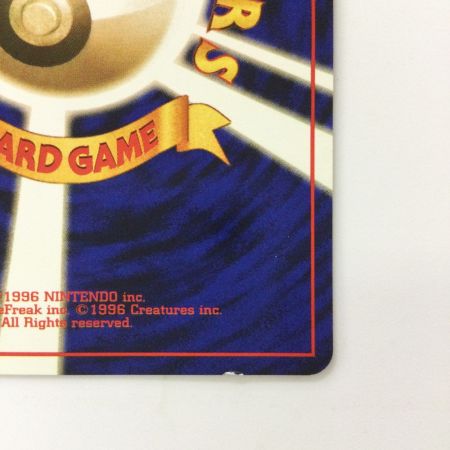 RS
ARD GAME
1996 NINTENDO inc.
eFreak inc. ©1996 Creatures inc.
All Rights reserved.